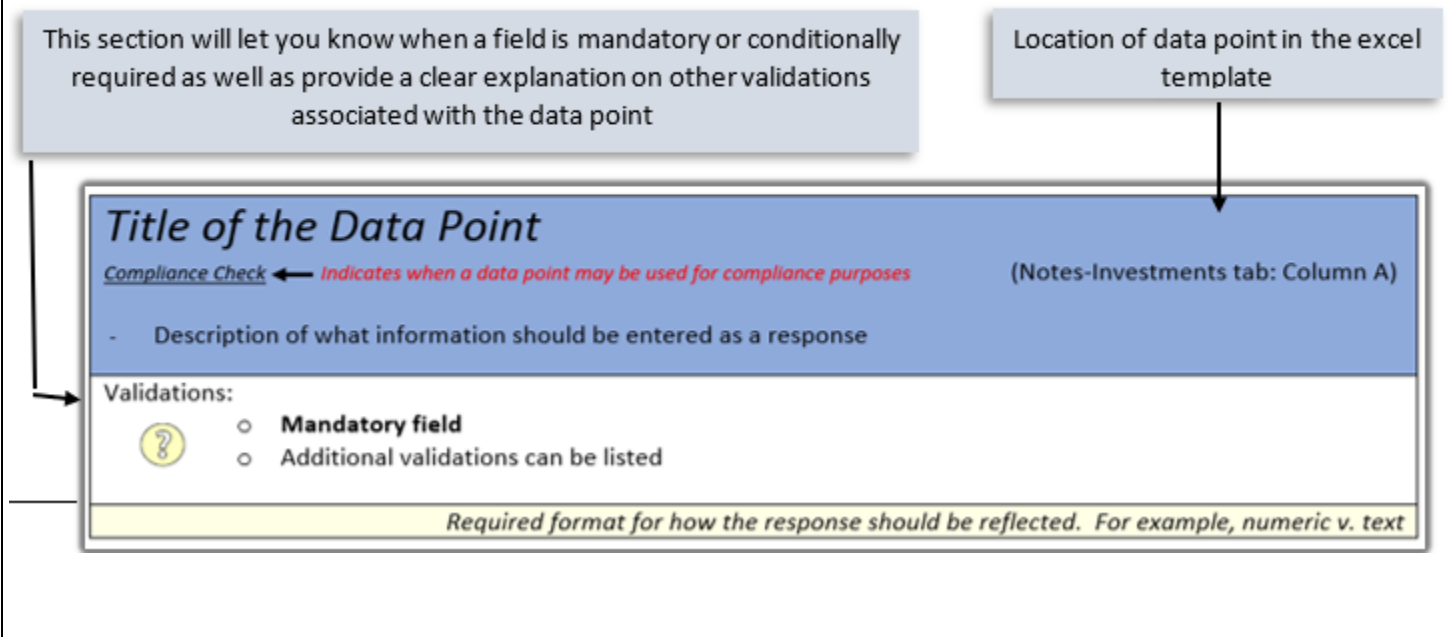 This section will let you know when a field is mandatory or conditionally
required as well as provide a clear explanation on other validations
associated with the data point
Location of data point in the excel
template
Title of the Data Point
Compliance Check Indicates when a data point may be used for compliance purposes (Notes-Investments tab: Column A)
- Description of what information should be entered as a response
Validations:
? o Mandatory field
o Additional validations can be listed
Required format for how the response should be reflected. For example, numeric v. text